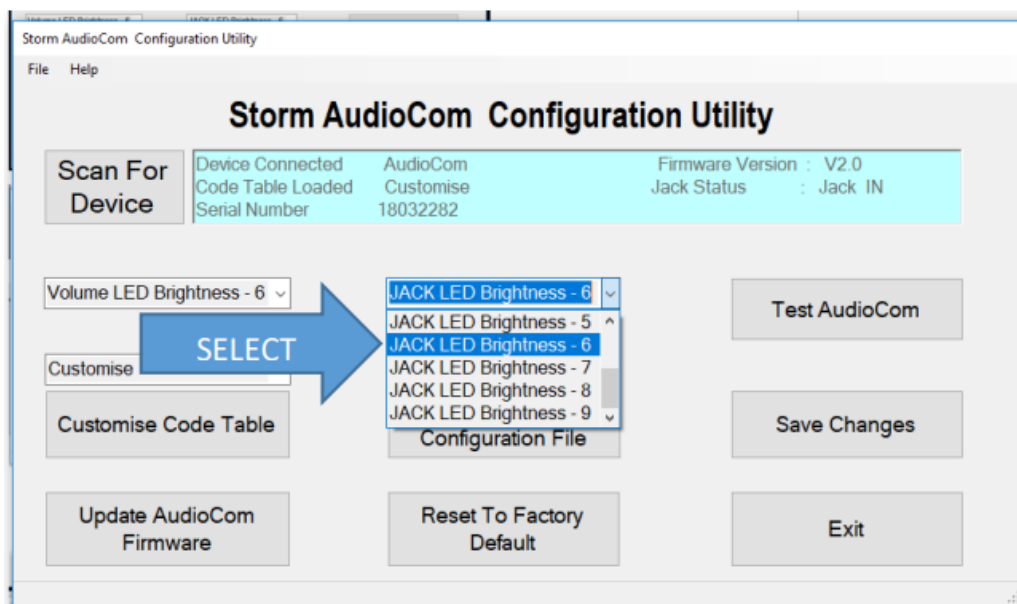 Storm AudioCom Configuration Utility
File Help
Storm AudioCom Configuration Utility
Scan For
Device
Device Connected AudioCom Firmware Version : V2.0
Code Table Loaded Customise Jack Status : Jack IN
Serial Number 18032282
Volume LED Brightness - 6
JACK LED Brightness - 6
JACK LED Brightness - 5
JACK LED Brightness - 6
JACK LED Brightness - 7
JACK LED Brightness - 8
JACK LED Brightness - 9
SELECT
Test AudioCom
Customise
Customise Code Table
Configuration File
Save Changes
Update AudioCom
Firmware
Reset To Factory
Default
Exit